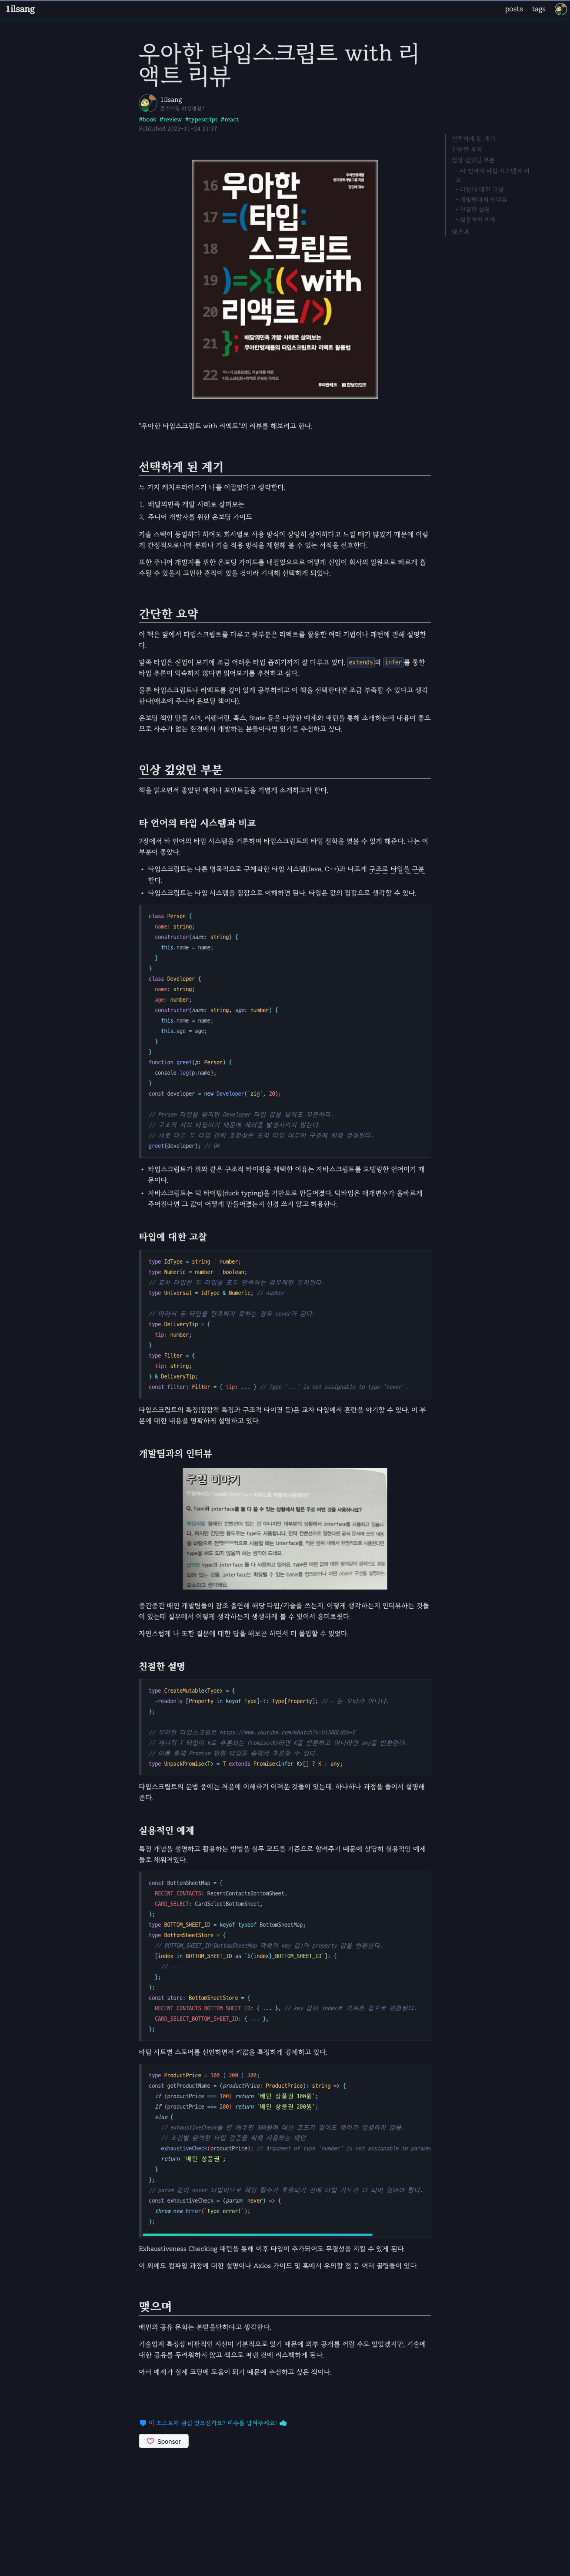 1ilsang
posts tags
우아한 타입스크립트 with 리
액트 리뷰
1ilsang
클라이밍 하실래염?
#book #review #typescript #react
Published 2023-11-24 21:37
선택하게 된 계기
간단한 요약
인상 깊었던 부분
- 타 언어의 타입 시스템과 비
교
- 타입에 대한 고찰
- 개발팀과의 인터뷰
- 친절한 설명
- 실용적인 예제
맺으며
16 우아한
17 =(타입:
18 스크립트
19 )=>{(<with
20 리액트/>)
21 };
배달의민족 개발 사례로 살펴보는
우아한형제들의 타입스크립트와 리액트 활용법
22 주니어 프론트엔드 개발자를 위한
타입스크립트+리액트 온보딩 가이드
"우아한 타입스크립트 with 리액트"의 리뷰를 해보려고 한다.
선택하게 된 계기
두 가지 캐치프라이즈가 나를 이끌었다고 생각한다.
1. 배달의민족 개발 사례로 살펴보는
2. 주니어 개발자를 위한 온보딩 가이드
기술 스택이 동일하다 하여도 회사별로 사용 방식이 상당히 상이하다고 느낄 때가 많았기 때문에 이렇
게 간접적으로나마 문화나 기술 적용 방식을 체험해 볼 수 있는 서적을 선호한다.
또한 주니어 개발자를 위한 온보딩 가이드를 내걸었으므로 어떻게 신입이 회사의 일원으로 빠르게 흡
수될 수 있을지 고민한 흔적이 있을 것이라 기대해 선택하게 되었다.
간단한 요약
이 책은 앞에서 타입스크립트를 다루고 뒷부분은 리액트를 활용한 여러 기법이나 패턴에 관해 설명한
다.
앞쪽 타입은 신입이 보기에 조금 어려운 타입 좁히기까지 잘 다루고 있다. extends와 infer를 통한
타입 추론이 익숙하지 않다면 읽어보기를 추천하고 싶다.
물론 타입스크립트나 리액트를 깊이 있게 공부하려고 이 책을 선택한다면 조금 부족할 수 있다고 생각
한다(애초에 주니어 온보딩 책이다).
온보딩 책인 만큼 API, 리렌더링, 훅스, State 등을 다양한 예제와 패턴을 통해 소개하는데 내용이 좋으
므로 사수가 없는 환경에서 개발하는 분들이라면 읽기를 추천하고 싶다.
인상 깊었던 부분
책을 읽으면서 좋았던 예제나 포인트들을 가볍게 소개하고자 한다.
타 언어의 타입 시스템과 비교
2장에서 타 언어의 타입 시스템을 거론하며 타입스크립트의 타입 철학을 엿볼 수 있게 해준다. 나는 이
부분이 좋았다.
• 타입스크립트는 다른 명목적으로 구체화한 타입 시스템(Java, C++)과 다르게 구조로 타입을 구분
한다.
• 타입스크립트는 타입 시스템을 집합으로 이해하면 된다. 타입은 값의 집합으로 생각할 수 있다.
class Person {
name: string;
constructor(name: string) {
this.name = name;
}
}
class Developer {
name: string;
age: number;
constructor(name: string, age: number) {
this.name = name;
this.age = age;
}
}
function greet(p: Person) {
console.log(p.name);
}
const developer = new Developer('zig', 20);
// Person 타입을 받지만 Developer 타입 값을 넣어도 무관하다.
// 구조적 서브 타입이기 때문에 에러를 발생시키지 않는다.
// 서로 다른 두 타입 간의 호환성은 오직 타입 내부의 구조에 의해 결정된다.
greet(developer); // OK
• 타입스크립트가 위와 같은 구조적 타이핑을 채택한 이유는 자바스크립트를 모델링한 언어이기 때
문이다.
• 자바스크립트는 덕 타이핑(duck typing)을 기반으로 만들어졌다. 덕타입은 매개변수가 올바르게
주어진다면 그 값이 어떻게 만들어졌는지 신경 쓰지 않고 허용한다.
타입에 대한 고찰
type IdType = string | number;
type Numeric = number | boolean;
// 교차 타입은 두 타입을 모두 만족하는 경우에만 유지된다.
type Universal = IdType & Numeric; // number
// 따라서 두 타입을 만족하지 못하는 경우 never가 된다.
type DeliveryTip = {
tip: number;
}
type Filter = {
tip: string;
} & DeliveryTip;
const filter: Filter = { tip: ... } // Type '...' is not assignable to type 'never'.
타입스크립트의 특징(집합적 특징과 구조적 타이핑 등)은 교차 타입에서 혼란을 야기할 수 있다. 이 부
분에 대한 내용을 명확하게 설명하고 있다.
개발팀과의 인터뷰
우형 이야기
Q. type과 interface를 둘 다 쓸 수 있는 상황에서 팀은 주로 어떤 것을 사용하나요?
중간중간 배민 개발팀들이 참조 출연해 해당 타입/기술을 쓰는지, 어떻게 생각하는지 인터뷰하는 것들
이 있는데 실무에서 어떻게 생각하는지 생생하게 볼 수 있어서 흥미로웠다.
자연스럽게 나 또한 질문에 대한 답을 해보곤 하면서 더 몰입할 수 있었다.
친절한 설명
type CreateMutable<Type> = {
-readonly [Property in keyof Type]-?: Type[Property]; // - 는 오타가 아니다.
};
// 제네릭 T 타입이 K로 추론되는 Promise<K>라면 K를 반환하고 아니라면 any를 반환한다.
// 이를 통해 Promise 반환 타입을 좁혀서 추론할 수 있다.
type UnpackPromise<T> = T extends Promise<infer K>[] ? K : any;
타입스크립트의 문법 중에는 처음에 이해하기 어려운 것들이 있는데, 하나하나 과정을 풀어서 설명해
준다.
실용적인 예제
특정 개념을 설명하고 활용하는 방법을 실무 코드를 기준으로 알려주기 때문에 상당히 실용적인 예제
들로 채워져있다.
const BottomSheetMap = {
RECENT_CONTACTS: RecentContactsBottomSheet,
CARD_SELECT: CardSelectBottomSheet,
};
type BOTTOM_SHEET_ID = keyof typeof BottomSheetMap;
type BottomSheetStore = {
// BOTTOM_SHEET_ID(BottomSheetMap 객체의 key 값)의 property 값을 변환한다.
[index in BOTTOM_SHEET_ID as `${index}_BOTTOM_SHEET_ID`]: {
// ...
};
};
const store: BottomSheetStore = {
RECENT_CONTACTS_BOTTOM_SHEET_ID: { ... }, // key 값이 index로 가져온 값으로 변환된다.
CARD_SELECT_BOTTOM_SHEET_ID: { ... },
};
바텀 시트별 스토어를 선언하면서 키값을 특정하게 강제하고 있다.
type ProductPrice = 100 | 200 | 300;
const getProductName = (productPrice: ProductPrice): string => {
if (productPrice === 100) return '배민 상품권 100원';
if (productPrice === 200) return '배민 상품권 200원';
else {
// exhaustiveCheck를 안 해주면 300원에 대한 코드가 없어도 에러가 발생하지 않음.
// 조건별 완벽한 타입 검증을 위해 사용하는 패턴
exhaustiveCheck(productPrice); // Argument of type 'number' is not assignable to parame
return '배민 상품권';
}
};
// param 값이 never 타입이므로 해당 함수가 호출되기 전에 타입 가드가 다 되어 있어야 한다.
const exhaustiveCheck = (param: never) => {
throw new Error('type error!');
};
Exhaustiveness Checking 패턴을 통해 이후 타입이 추가되어도 무결성을 지킬 수 있게 된다.
이 외에도 컴파일 과정에 대한 설명이나 Axios 가이드 및 훅에서 유의할 점 등 여러 꿀팁들이 있다.
맺으며
배민의 공유 문화는 본받을만하다고 생각한다.
기술업계 특성상 비판적인 시선이 기본적으로 있기 때문에 외부 공개를 꺼릴 수도 있었겠지만, 기술에
대한 공유를 두려워하지 않고 책으로 펴낸 것에 리스펙하게 된다.
여러 예제가 실제 코딩에 도움이 되기 때문에 추천하고 싶은 책이다.
이 포스트에 관심 있으신가요? 이슈를 남겨주세요!
Sponsor